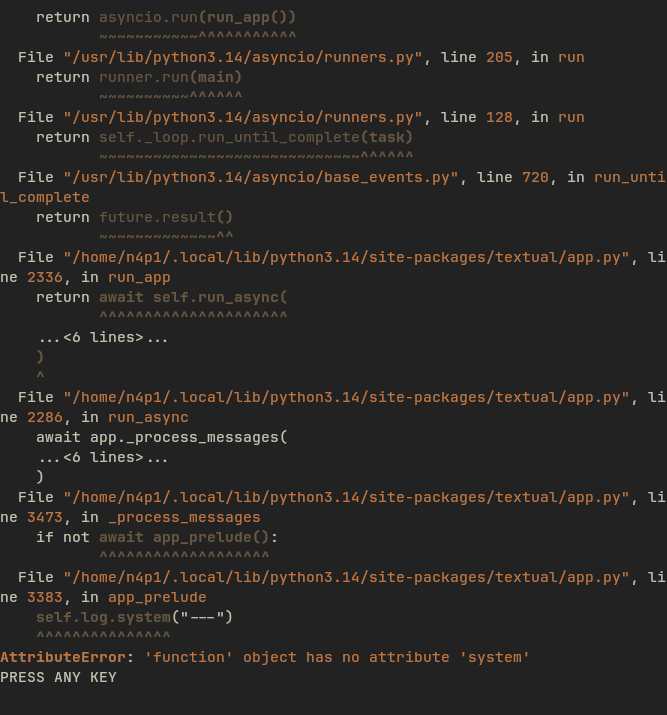 return asyncio.run(run_app())
           ~~~~~~~~~~~^^^^^^^^^^^
  File "/usr/lib/python3.14/asyncio/runners.py", line 205, in run
    return runner.run(main)
           ~~~~~~~~~~^^^^^^
  File "/usr/lib/python3.14/asyncio/runners.py", line 128, in run
    return self._loop.run_until_complete(task)
           ~~~~~~~~~~~~~~~~~~~~~~~~~~~~~^^^^^^
  File "/usr/lib/python3.14/asyncio/base_events.py", line 720, in run_unti
l_complete
    return future.result()
           ~~~~~~~~~~~~~^^
  File "/home/n4p1/.local/lib/python3.14/site-packages/textual/app.py", li
ne 2336, in run_app
    return await self.run_async(
           ^^^^^^^^^^^^^^^^^^^^^
    ...<6 lines>...
    )
    ^
  File "/home/n4p1/.local/lib/python3.14/site-packages/textual/app.py", li
ne 2286, in run_async
    await app._process_messages(
    ...<6 lines>...
    )
  File "/home/n4p1/.local/lib/python3.14/site-packages/textual/app.py", li
ne 3473, in _process_messages
    if not await app_prelude():
           ^^^^^^^^^^^^^^^^^^^
  File "/home/n4p1/.local/lib/python3.14/site-packages/textual/app.py", li
ne 3383, in app_prelude
    self.log.system("---")
    ^^^^^^^^^^^^^^^
AttributeError: 'function' object has no attribute 'system'
PRESS ANY KEY